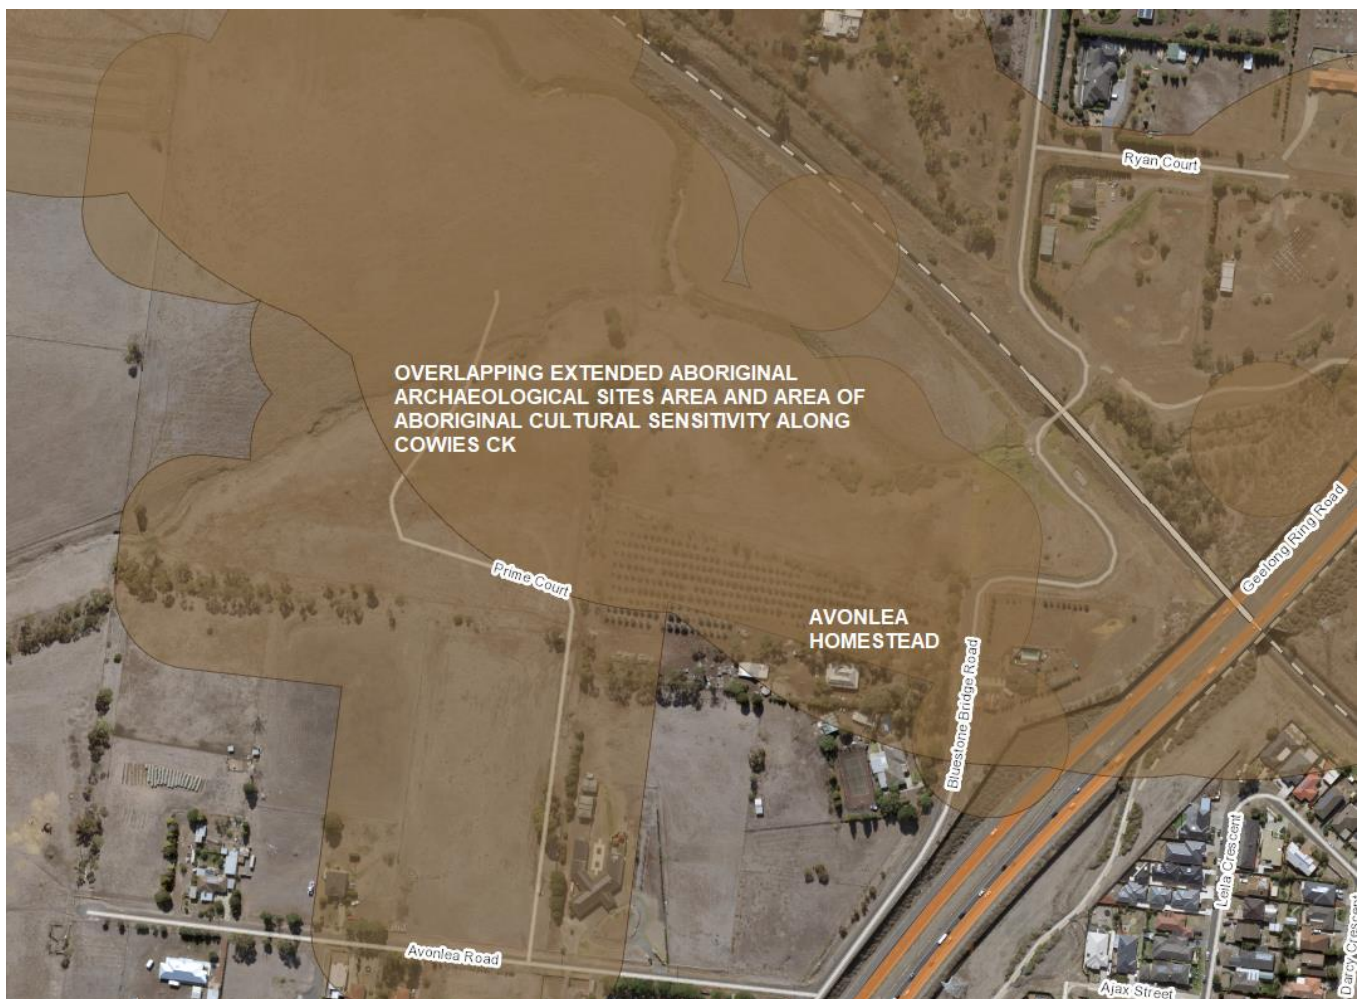 Ryan Court
OVERLAPPING EXTENDED ABORIGINAL
ARCHAEOLOGICAL SITES AREA AND AREA OF
ABORIGINAL CULTURAL SENSITIVITY ALONG
COWIES CK
Geelong Ring Road
Prime Court
AVONLEA
HOMESTEAD
Bluestone Bridge Road
Leila Crescent
Darcy Crescent
Avonlea Road
Ajax Street